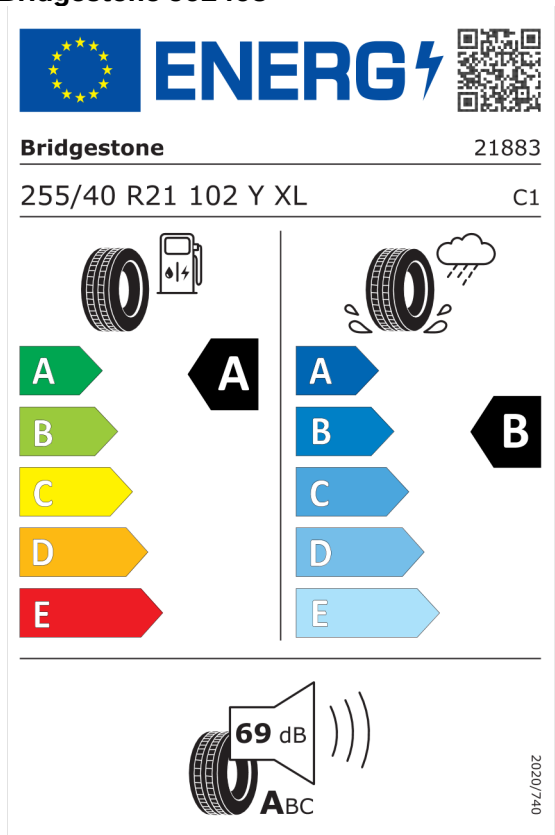 ENERG
Bridgestone 21883
255/40 R21 102 Y XL C1
A A A
B B B
C C
D D
E E
69 dB
ABC
2020/740